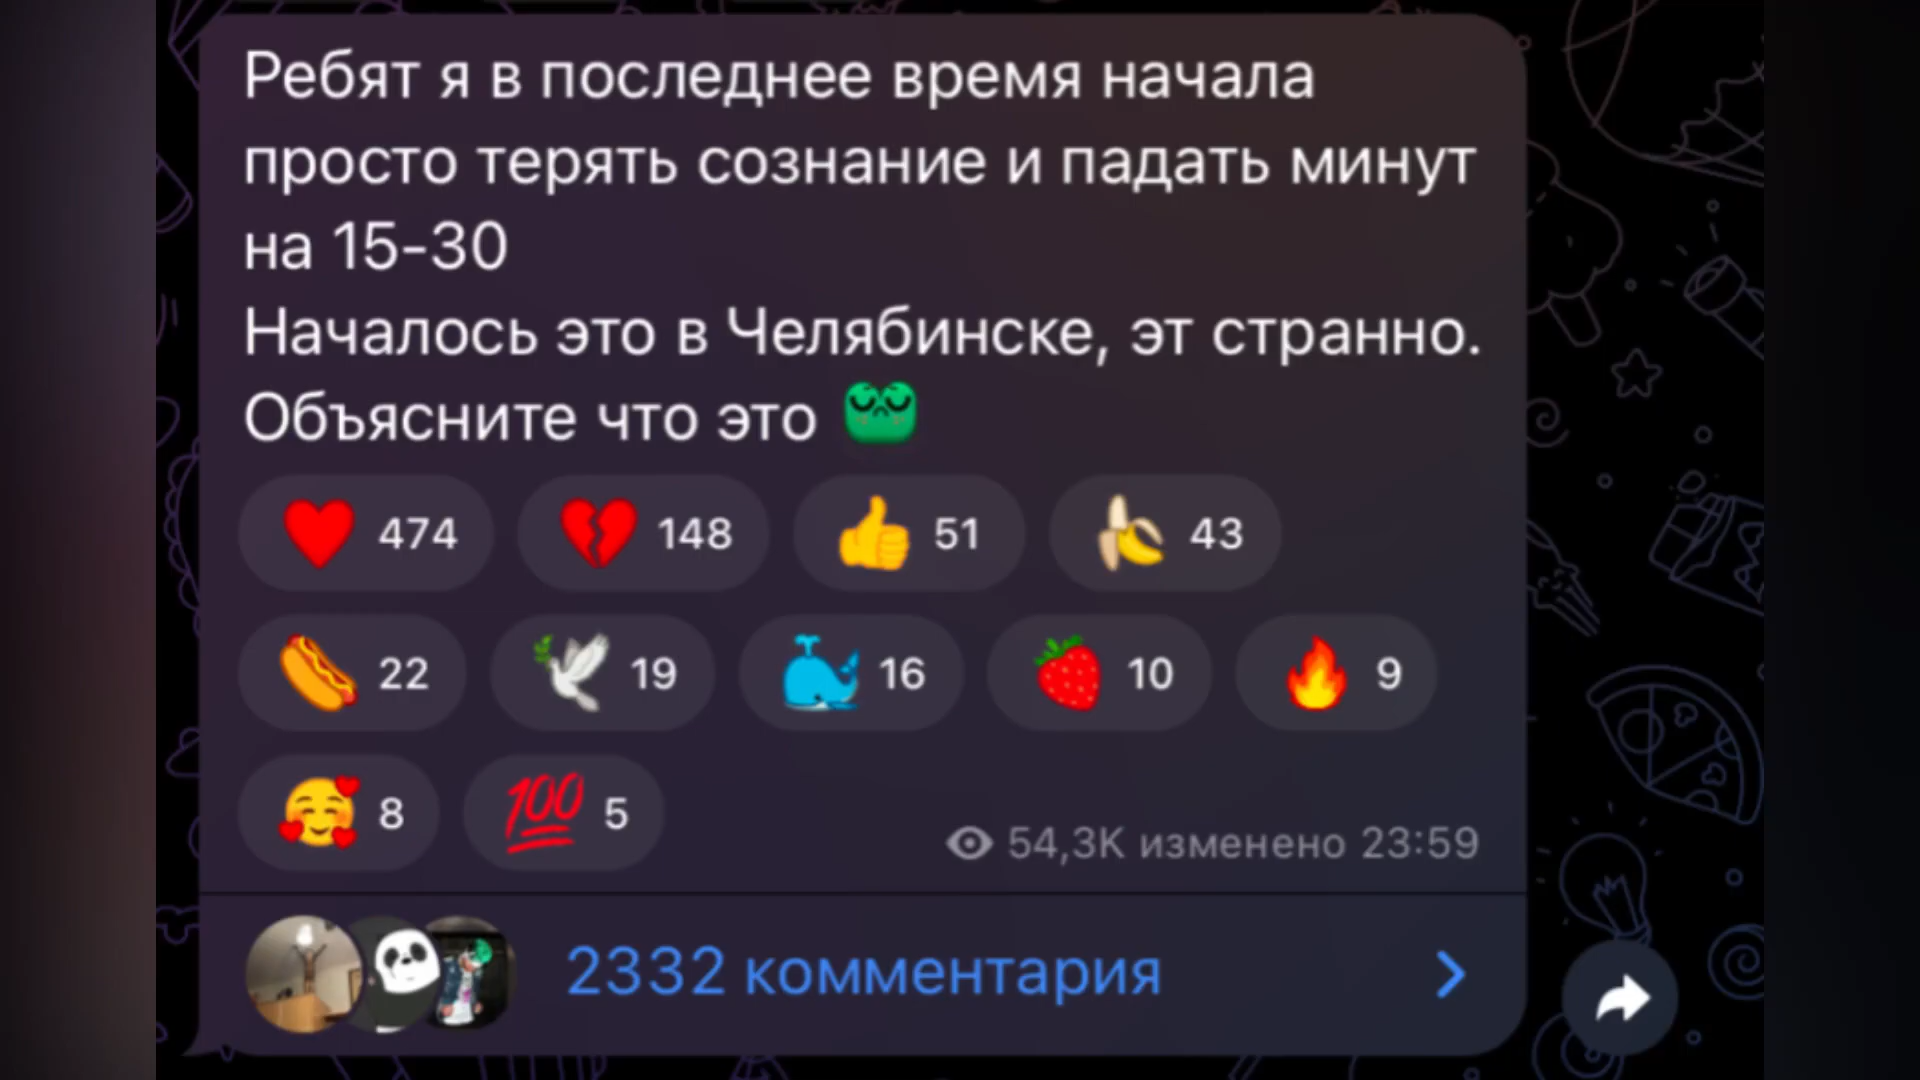 Ребят я в последнее время начала
просто терять сознание и падать минут
на 15-30
Началось это в Челябинске, эт странно.
Объясните что это
474 148 51 43
22 19 16 10 9
8 5
54,3K изменено 23:59
2332 комментария